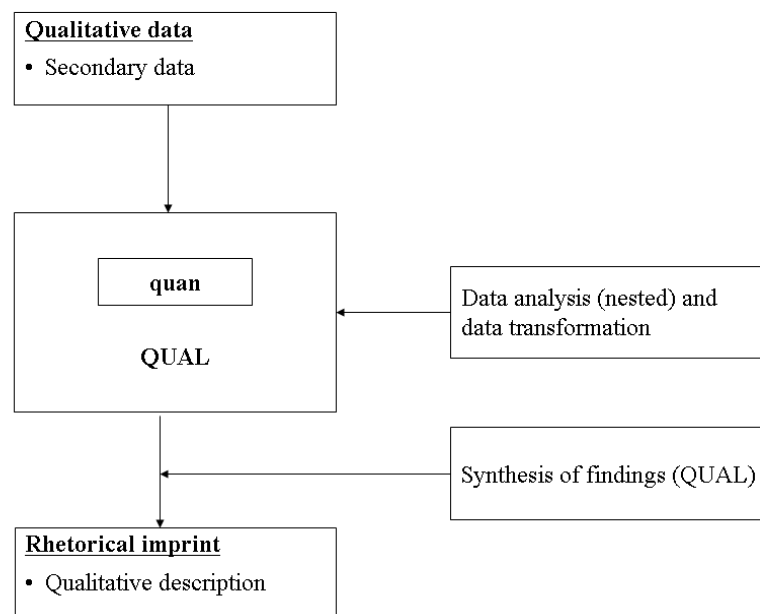 Qualitative data
• Secondary data
quan
QUAL
Data analysis (nested) and
data transformation
Synthesis of findings (QUAL)
Rhetorical imprint
• Qualitative description